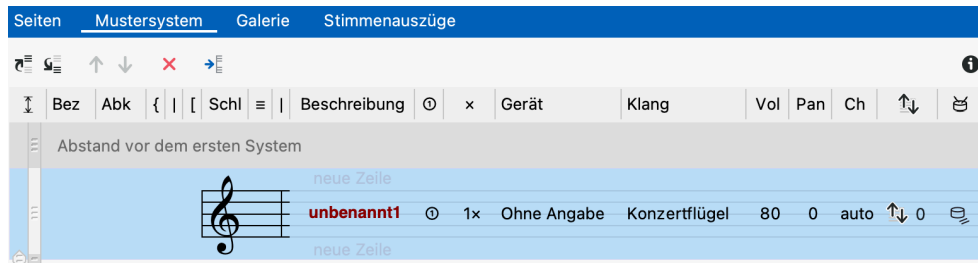 Seiten Mustersystem Galerie Stimmenauszüge
Bez Abk { | [ Schl ≡ | Beschreibung ① × Gerät Klang Vol Pan Ch
Abstand vor dem ersten System
neue Zeile
unbenannt1 ① 1× Ohne Angabe Konzertflügel 80 0 auto 0
neue Zeile